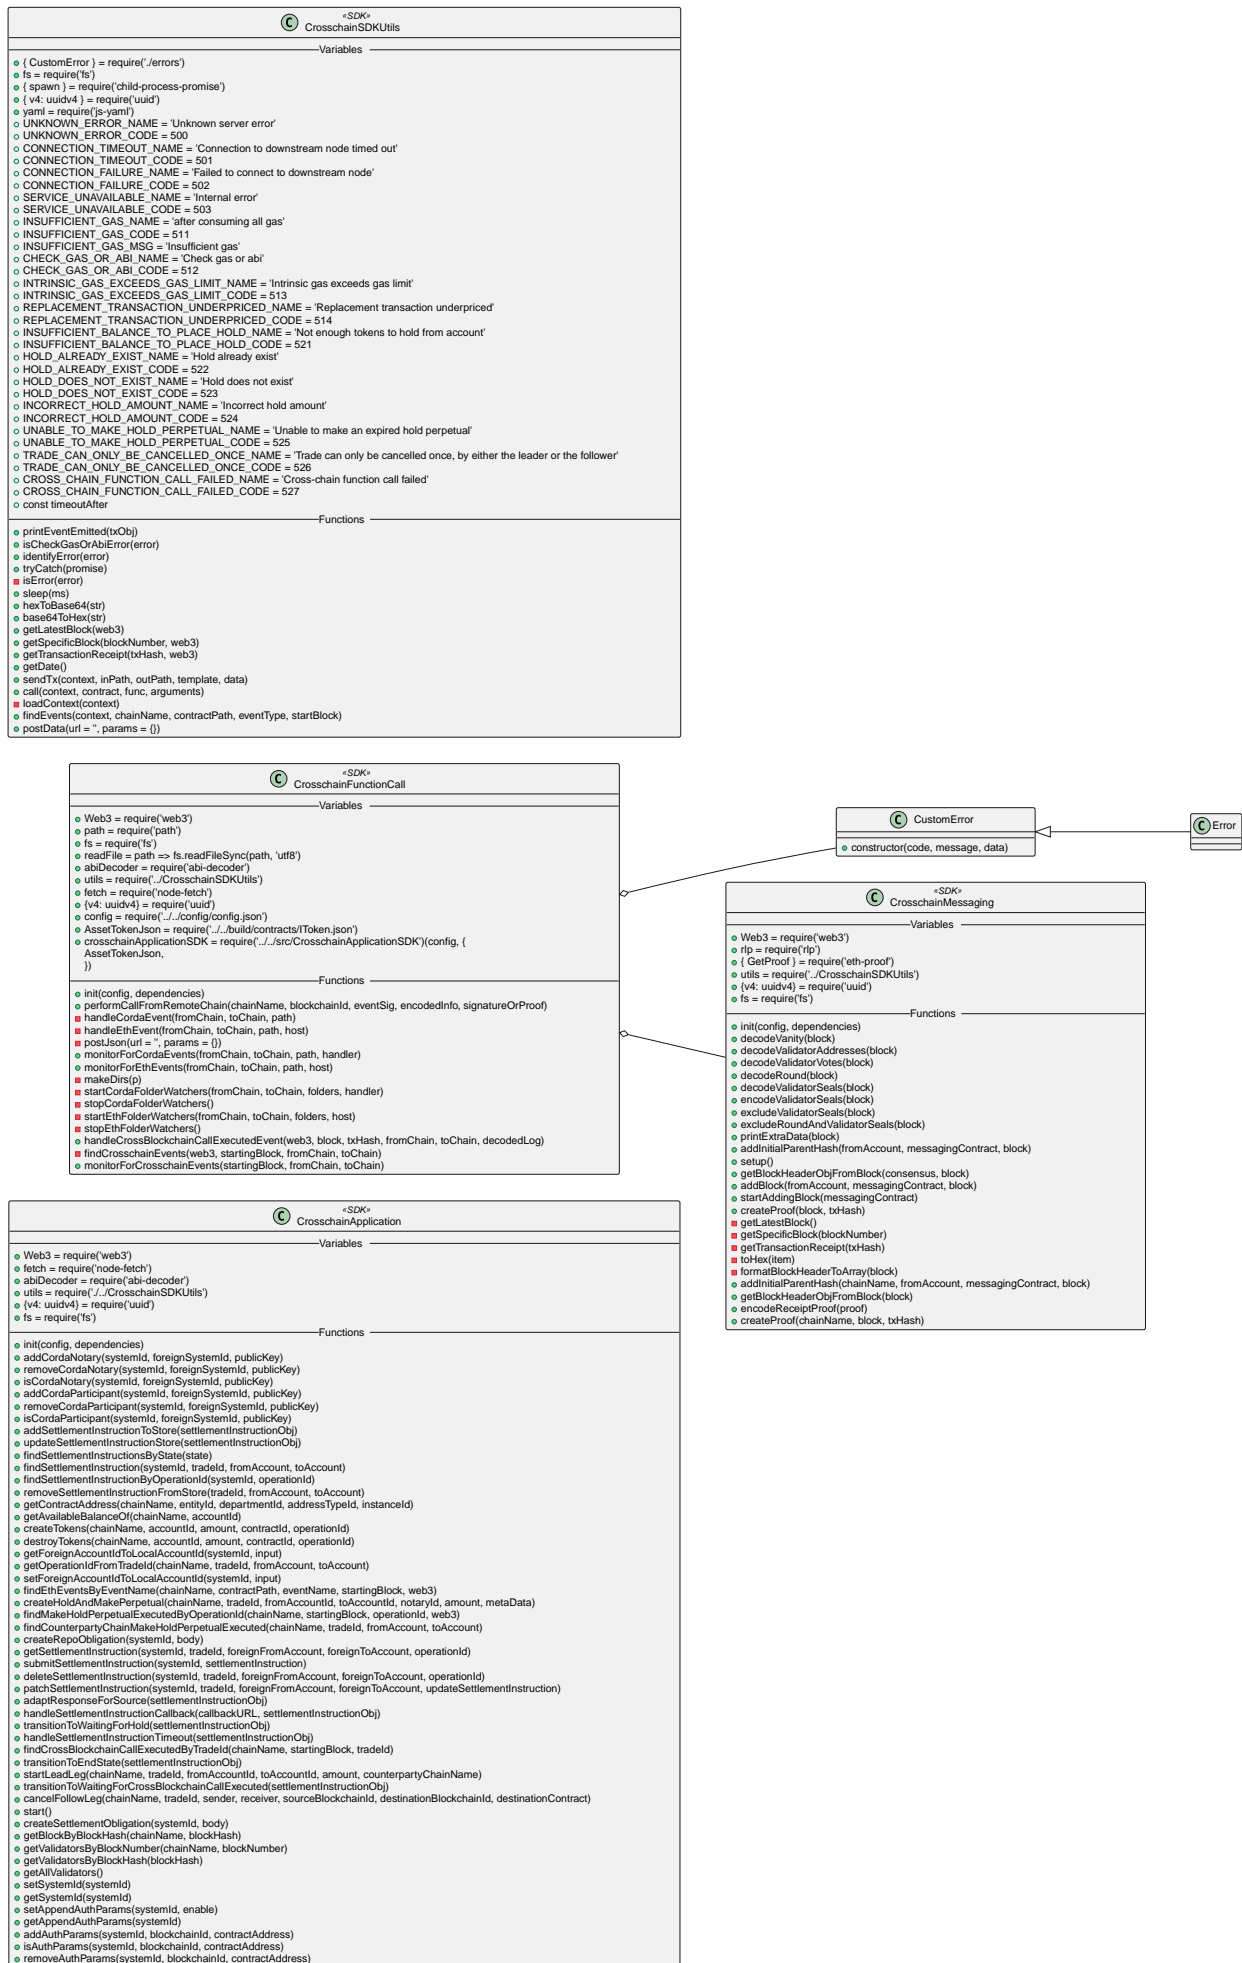 «SDK»
C
CrosschainSDKUtils
Variables
{ CustomError } = require('./errors')
fs = require('fs')
{ spawn } = require('child-process-promise')
{ v4: uuidv4 } = require('uuid')
yaml = require('js-yaml')
UNKNOWN_ERROR_NAME = 'Unknown server error'
UNKNOWN_ERROR_CODE = 500
CONNECTION_TIMEOUT_NAME = 'Connection to downstream node timed out'
CONNECTION_TIMEOUT_CODE = 501
CONNECTION_FAILURE_NAME = 'Failed to connect to downstream node'
CONNECTION_FAILURE_CODE = 502
SERVICE_UNAVAILABLE_NAME = 'Internal error'
SERVICE_UNAVAILABLE_CODE = 503
INSUFFICIENT_GAS_NAME = 'after consuming all gas'
INSUFFICIENT_GAS_CODE = 511
INSUFFICIENT_GAS_MSG = 'Insufficient gas'
CHECK_GAS_OR_ABI_NAME = 'Check gas or abi'
CHECK_GAS_OR_ABI_CODE = 512
INTRINSIC_GAS_EXCEEDS_GAS_LIMIT_NAME = 'Intrinsic gas exceeds gas limit'
INTRINSIC_GAS_EXCEEDS_GAS_LIMIT_CODE = 513
REPLACEMENT_TRANSACTION_UNDERPRICED_NAME = 'Replacement transaction underpriced'
REPLACEMENT_TRANSACTION_UNDERPRICED_CODE = 514
INSUFFICIENT_BALANCE_TO_PLACE_HOLD_NAME = 'Not enough tokens to hold from account'
INSUFFICIENT_BALANCE_TO_PLACE_HOLD_CODE = 521
HOLD_ALREADY_EXIST_NAME = 'Hold already exist'
HOLD_ALREADY_EXIST_CODE = 522
HOLD_DOES_NOT_EXIST_NAME = 'Hold does not exist'
HOLD_DOES_NOT_EXIST_CODE = 523
INCORRECT_HOLD_AMOUNT_NAME = 'Incorrect hold amount'
INCORRECT_HOLD_AMOUNT_CODE = 524
UNABLE_TO_MAKE_HOLD_PERPETUAL_NAME = 'Unable to make an expired hold perpetual'
UNABLE_TO_MAKE_HOLD_PERPETUAL_CODE = 525
TRADE_CAN_ONLY_BE_CANCELLED_ONCE_NAME = 'Trade can only be cancelled once, by either the leader or the follower'
TRADE_CAN_ONLY_BE_CANCELLED_ONCE_CODE = 526
CROSS_CHAIN_FUNCTION_CALL_FAILED_NAME = 'Cross-chain function call failed'
CROSS_CHAIN_FUNCTION_CALL_FAILED_CODE = 527
const timeoutAfter
Functions
printEventEmitted(txObj)
isCheckGasOrAbiError(error)
identifyError(error)
tryCatch(promise)
isError(error)
sleep(ms)
hexToBase64(str)
base64ToHex(str)
getLatestBlock(web3)
getSpecificBlock(blockNumber, web3)
getTransactionReceipt(txHash, web3)
getDate()
sendTx(context, inPath, outPath, template, data)
call(context, contract, func, arguments)
loadContext(context)
findEvents(context, chainName, contractPath, eventType, startBlock)
postData(url = '', params = {})
«SDK»
C
CrosschainFunctionCall
Variables
Web3 = require('web3')
path = require('path')
fs = require('fs')
readFile = path => fs.readFileSync(path, 'utf8')
abiDecoder = require('abi-decoder')
utils = require('../CrosschainSDKUtils')
fetch = require('node-fetch')
{v4: uuidv4} = require('uuid')
config = require('../../config/config.json')
AssetTokenJson = require('../../build/contracts/IToken.json')
crosschainApplicationSDK = require('../../src/CrosschainApplicationSDK')(config, {
AssetTokenJson,
})
Functions
init(config, dependencies)
performCallFromRemoteChain(chainName, blockchainId, eventSig, encodedInfo, signatureOrProof)
handleCordaEvent(fromChain, toChain, path)
handleEthEvent(fromChain, toChain, path, host)
postJson(url = '', params = {})
monitorForCordaEvents(fromChain, toChain, path, handler)
monitorForEthEvents(fromChain, toChain, path, host)
makeDirs(p)
startCordaFolderWatchers(fromChain, toChain, folders, handler)
stopCordaFolderWatchers()
startEthFolderWatchers(fromChain, toChain, folders, host)
stopEthFolderWatchers()
handleCrossBlockchainCallExecutedEvent(web3, block, txHash, fromChain, toChain, decodedLog)
findCrosschainEvents(web3, startingBlock, fromChain, toChain)
monitorForCrosschainEvents(startingBlock, fromChain, toChain)
C CustomError
constructor(code, message, data)
C Error
«SDK»
C
CrosschainMessaging
Variables
Web3 = require('web3')
rlp = require('rlp')
{ GetProof } = require('eth-proof')
utils = require('../CrosschainSDKUtils')
{v4: uuidv4} = require('uuid')
fs = require('fs')
Functions
init(config, dependencies)
decodeVanity(block)
decodeValidatorAddresses(block)
decodeValidatorVotes(block)
decodeRound(block)
decodeValidatorSeals(block)
encodeValidatorSeals(block)
excludeValidatorSeals(block)
excludeRoundAndValidatorSeals(block)
printExtraData(block)
addInitialParentHash(fromAccount, messagingContract, block)
setup()
getBlockHeaderObjFromBlock(consensus, block)
addBlock(fromAccount, messagingContract, block)
startAddingBlock(messagingContract)
createProof(block, txHash)
getLatestBlock()
getSpecificBlock(blockNumber)
getTransactionReceipt(txHash)
toHex(item)
formatBlockHeaderToArray(block)
addInitialParentHash(chainName, fromAccount, messagingContract, block)
getBlockHeaderObjFromBlock(block)
encodeReceiptProof(proof)
createProof(chainName, block, txHash)
«SDK»
C
CrosschainApplication
Variables
Web3 = require('web3')
fetch = require('node-fetch')
abiDecoder = require('abi-decoder')
utils = require('./../CrosschainSDKUtils')
{v4: uuidv4} = require('uuid')
fs = require('fs')
Functions
init(config, dependencies)
addCordaNotary(systemId, foreignSystemId, publicKey)
removeCordaNotary(systemId, foreignSystemId, publicKey)
isCordaNotary(systemId, foreignSystemId, publicKey)
addCordaParticipant(systemId, foreignSystemId, publicKey)
removeCordaParticipant(systemId, foreignSystemId, publicKey)
isCordaParticipant(systemId, foreignSystemId, publicKey)
addSettlementInstructionToStore(settlementInstructionObj)
updateSettlementInstructionStore(settlementInstructionObj)
findSettlementInstructionsByState(state)
findSettlementInstruction(systemId, tradeId, fromAccount, toAccount)
findSettlementInstructionByOperationId(systemId, operationId)
removeSettlementInstructionFromStore(tradeId, fromAccount, toAccount)
getContractAddress(chainName, entityId, departmentId, addressTypeId, instanceId)
getAvailableBalanceOf(chainName, accountId)
createTokens(chainName, accountId, amount, contractId, operationId)
destroyTokens(chainName, accountId, amount, contractId, operationId)
getForeignAccountIdToLocalAccountId(systemId, input)
getOperationIdFromTradeId(chainName, tradeId, fromAccount, toAccount)
setForeignAccountIdToLocalAccountId(systemId, input)
findEthEventsByEventName(chainName, contractPath, eventName, startingBlock, web3)
createHoldAndMakePerpetual(chainName, tradeId, fromAccountId, toAccountId, notaryId, amount, metaData)
findMakeHoldPerpetualExecutedByOperationId(chainName, startingBlock, operationId, web3)
findCounterpartyChainMakeHoldPerpetualExecuted(chainName, tradeId, fromAccount, toAccount)
createRepoObligation(systemId, body)
getSettlementInstruction(systemId, tradeId, foreignFromAccount, foreignToAccount, operationId)
submitSettlementInstruction(systemId, settlementInstruction)
deleteSettlementInstruction(systemId, tradeId, foreignFromAccount, foreignToAccount, operationId)
patchSettlementInstruction(systemId, tradeId, foreignFromAccount, foreignToAccount, updateSettlementInstruction)
adaptResponseForSource(settlementInstructionObj)
handleSettlementInstructionCallback(callbackURL, settlementInstructionObj)
transitionToWaitingForHold(settlementInstructionObj)
handleSettlementInstructionTimeout(settlementInstructionObj)
findCrossBlockchainCallExecutedByTradeId(chainName, startingBlock, tradeId)
transitionToEndState(settlementInstructionObj)
startLeadLeg(chainName, tradeId, fromAccountId, toAccountId, amount, counterpartyChainName)
transitionToWaitingForCrossBlockchainCallExecuted(settlementInstructionObj)
cancelFollowLeg(chainName, tradeId, sender, receiver, sourceBlockchainId, destinationBlockchainId, destinationContract)
start()
createSettlementObligation(systemId, body)
getBlockByBlockHash(chainName, blockHash)
getValidatorsByBlockNumber(chainName, blockNumber)
getValidatorsByBlockHash(blockHash)
getAllValidators()
setSystemId(systemId)
getSystemId(systemId)
setAppendAuthParams(systemId, enable)
getAppendAuthParams(systemId)
addAuthParams(systemId, blockchainId, contractAddress)
isAuthParams(systemId, blockchainId, contractAddress)
removeAuthParams(systemId, blockchainId, contractAddress)